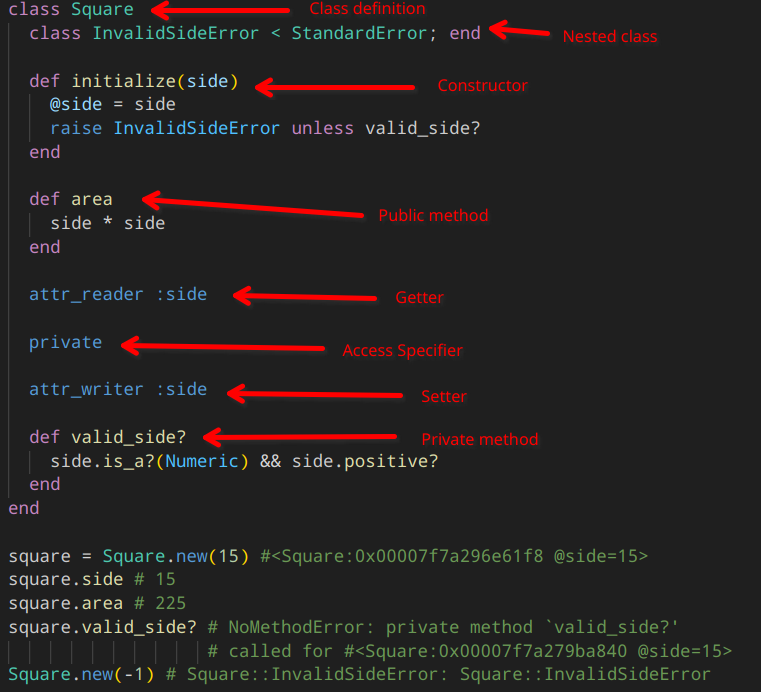 class Square Class definition
class InvalidSideError < StandardError; end Nested class
def initialize(side) Constructor
@side = side
raise InvalidSideError unless valid_side?
end
def area Public method
side * side
end
attr_reader :side Getter
private Access Specifier
attr_writer :side Setter
def valid_side? Private method
side.is_a?(Numeric) && side.positive?
end
end
square = Square.new(15) #<Square:0x00007f7a296e61f8 @side=15>
square.side # 15
square.area # 225
square.valid_side? # NoMethodError: private method `valid_side?'
# called for #<Square:0x00007f7a279ba840 @side=15>
Square.new(-1) # Square::InvalidSideError: Square::InvalidSideError